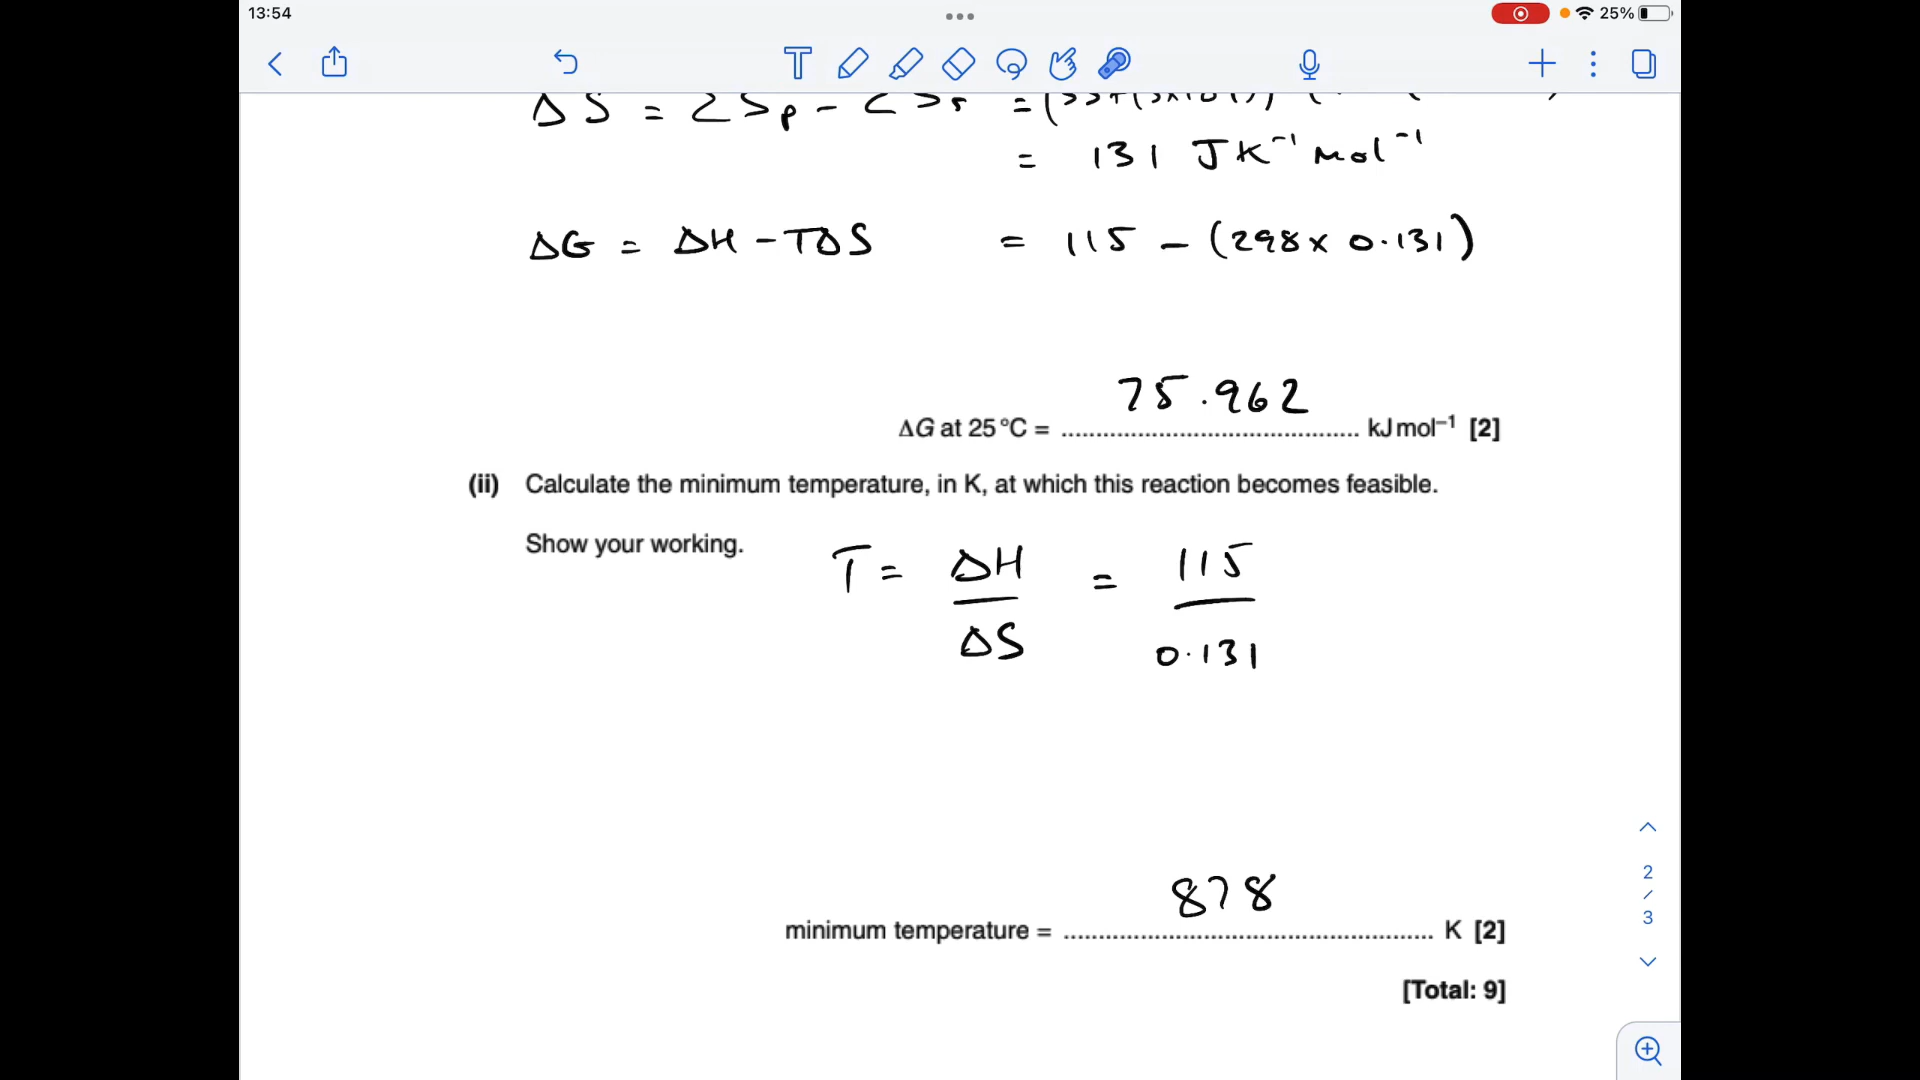 13:54
25%
ΔS = ΣSp - ΣSr =
= 131 JK⁻¹ mol⁻¹
ΔG = ΔH - TΔS = 115 - (298 x 0.131)
75.962
ΔG at 25 °C = ........................................... kJ mol⁻¹ [2]
(ii) Calculate the minimum temperature, in K, at which this reaction becomes feasible.
Show your working.
T = ΔH/ΔS = 115/0.131
878
minimum temperature = ..................................................... K [2]
[Total: 9]
2
/
3